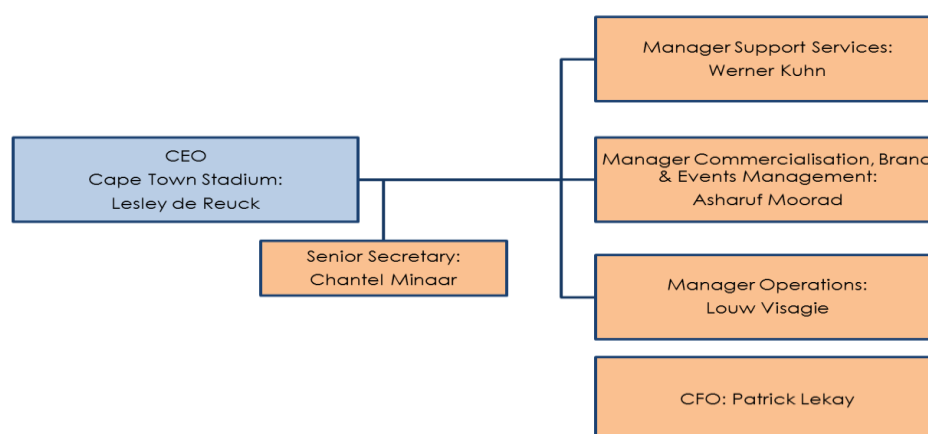 Manager Support Services:
Werner Kuhn
CEO
Cape Town Stadium:
Lesley de Reuck
Manager Commercialisation, Brand
& Events Management:
Asharuf Moorad
Senior Secretary:
Chantel Minaar
Manager Operations:
Louw Visagie
CFO: Patrick Lekay